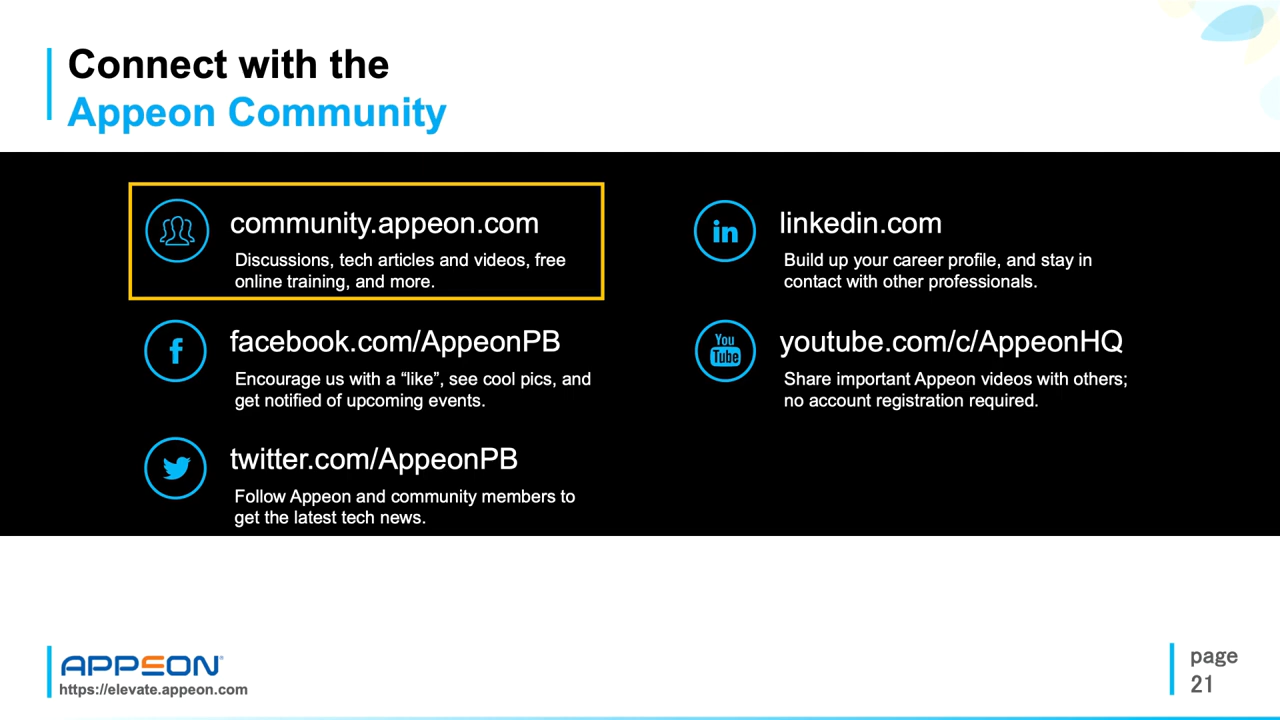 Connect with the
Appeon Community
community.appeon.com
Discussions, tech articles and videos, free
online training, and more.
facebook.com/AppeonPB
Encourage us with a “like”, see cool pics, and
get notified of upcoming events.
twitter.com/AppeonPB
Follow Appeon and community members to
get the latest tech news.
in
linkedin.com
Build up your career profile, and stay in
contact with other professionals.
You
Tube
youtube.com/c/AppeonHQ
Share important Appeon videos with others;
no account registration required.
APPEON®
https://elevate.appeon.com
page
21